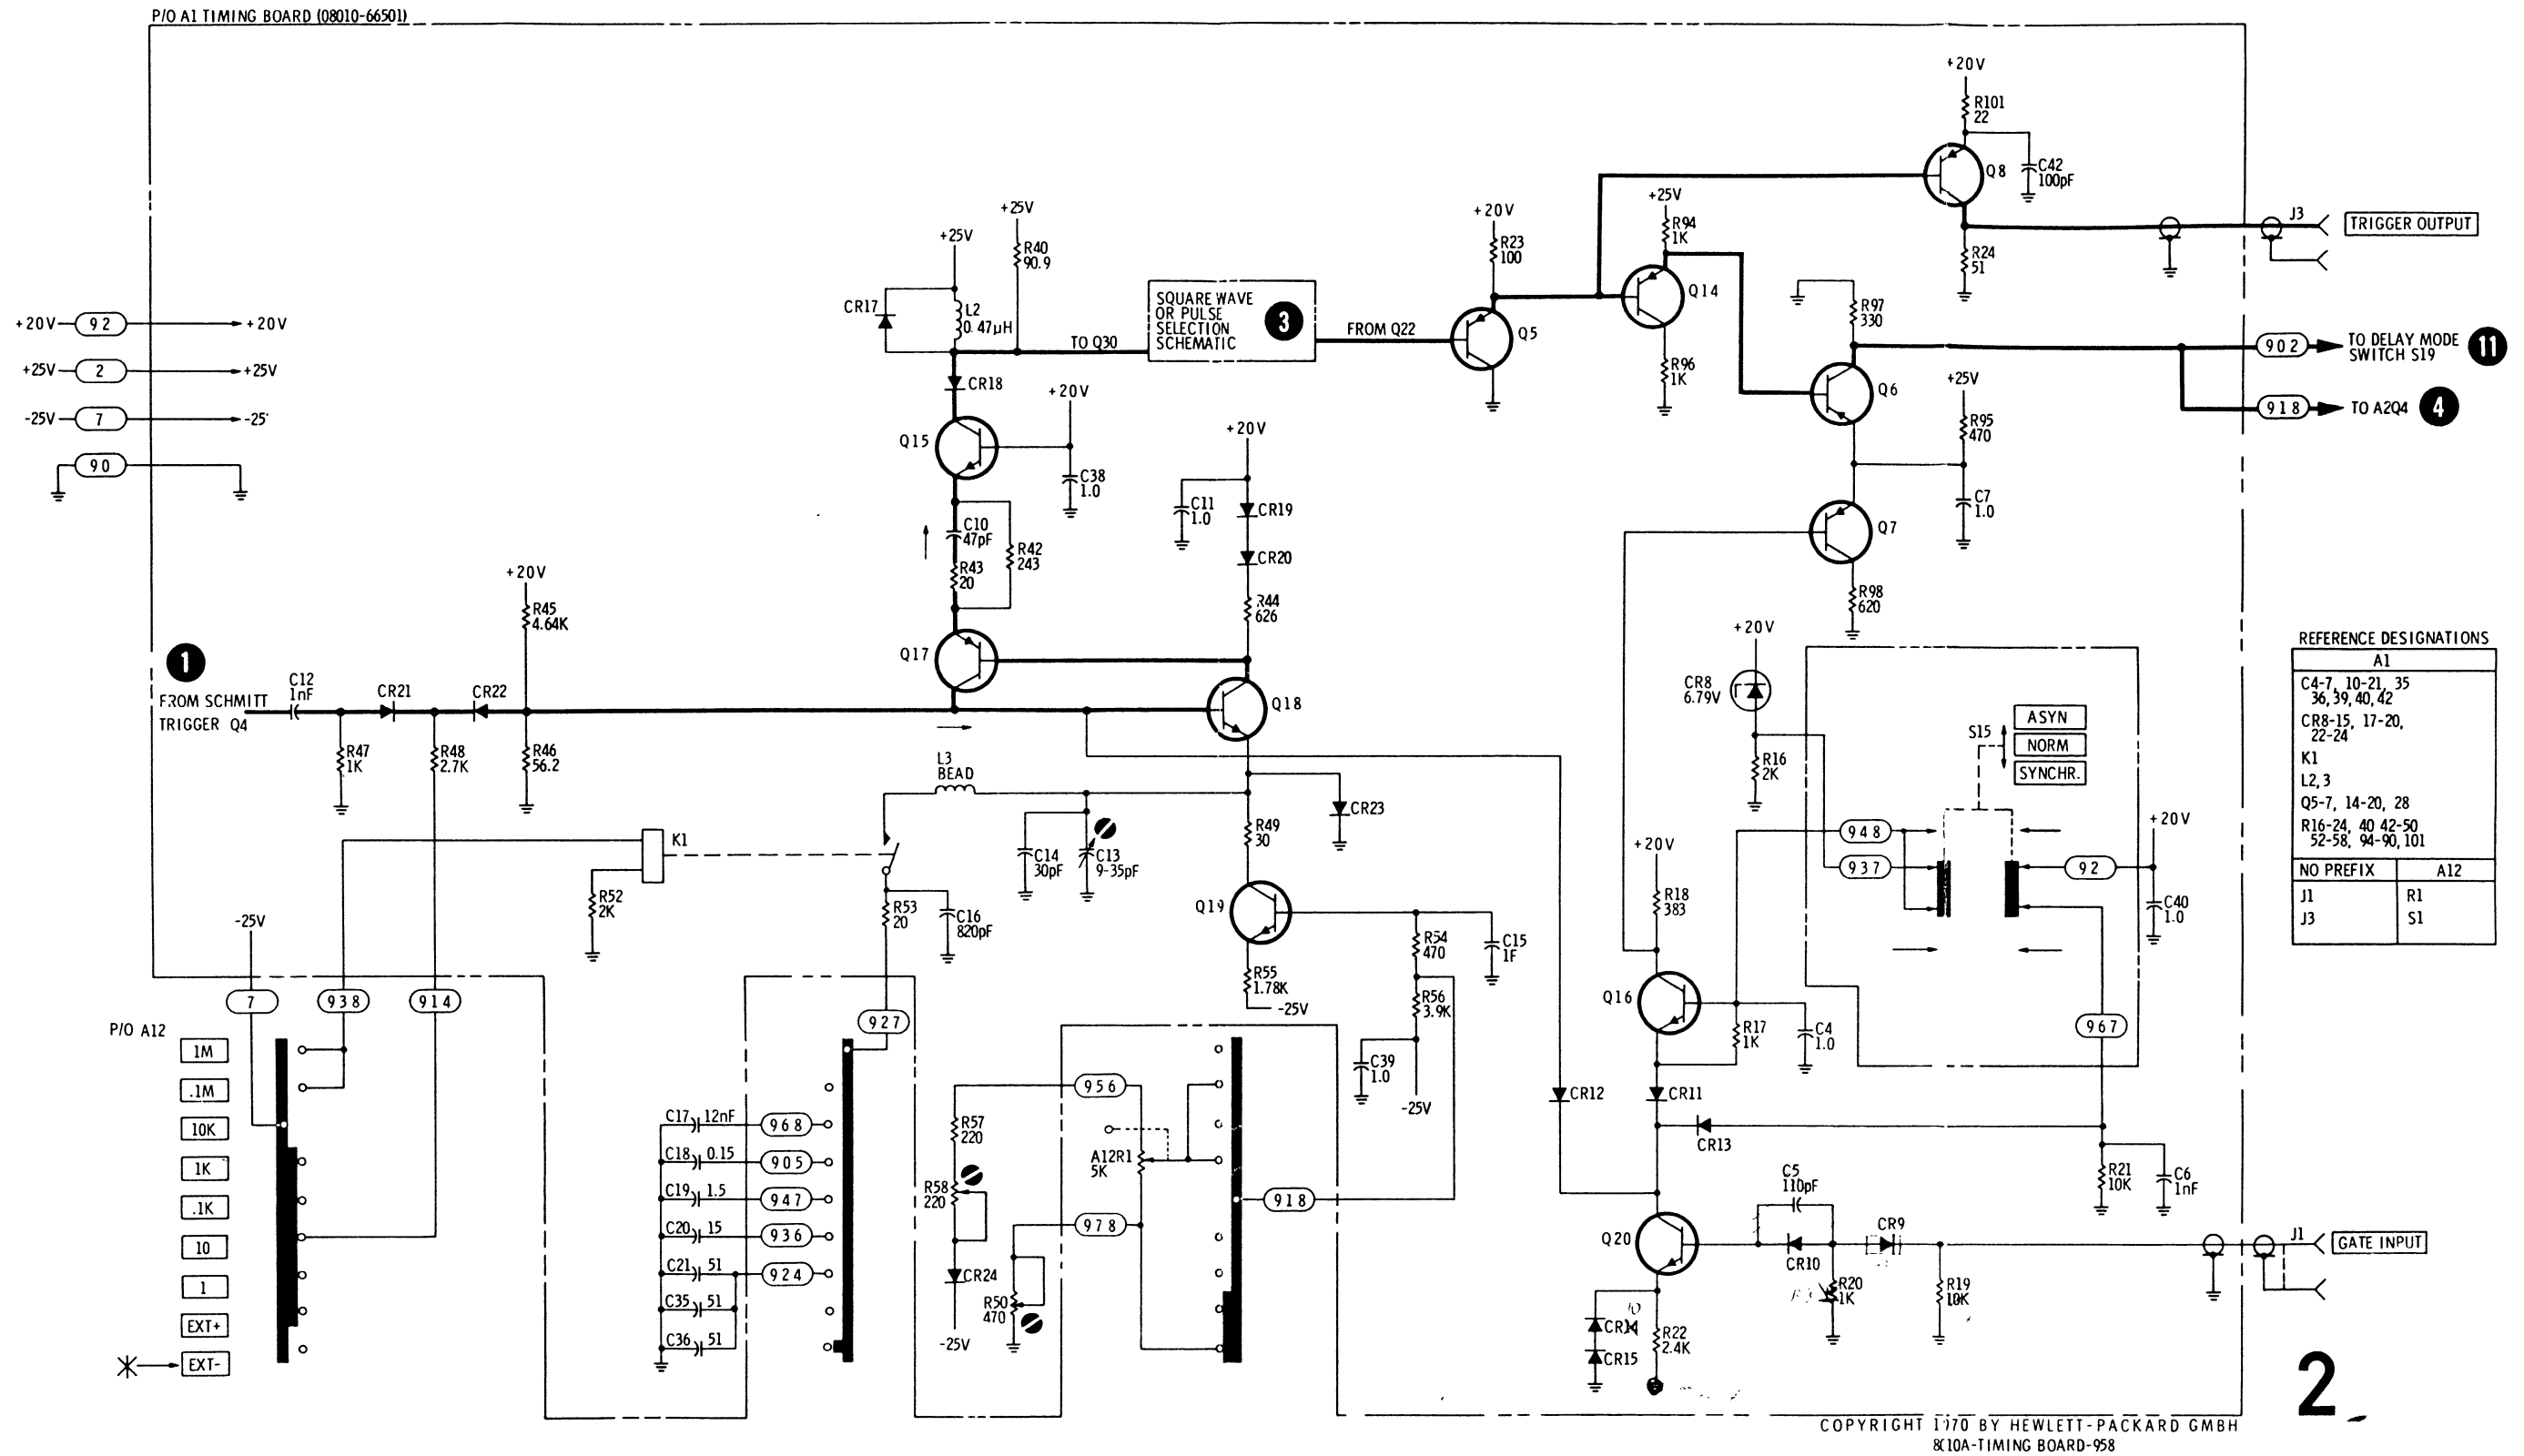 P/O A1 TIMING BOARD (08010-66501)
+20V
R101
22
Q8
C42
100pF
J3
TRIGGER OUTPUT
R24
51
+25V
R94
1K
Q14
R96
1K
+20V
R23
100
Q5
+25V
R40
90.9
+25V
CR17
L2
0.47µH
TO Q30
SQUARE WAVE
OR PULSE
SELECTION
SCHEMATIC
3
FROM Q22
R97
330
902
TO DELAY MODE
SWITCH S19
11
918
TO A2Q4
4
Q6
+25V
R95
470
C7
1.0
Q7
R98
620
+20V
92
+20V
+25V
2
+25V
-25V
7
-25
90
CR18
+20V
Q15
C38
1.0
C10
47pF
R42
243
R43
20
Q17
+20V
C11
1.0
CR19
CR20
R44
626
Q18
+20V
R45
4.64K
1
FROM SCHMITT
TRIGGER Q4
C12
1nF
CR21
CR22
R47
1K
R48
2.7K
R46
56.2
L3
BEAD
K1
R52
2K
C14
30pF
C13
9-35pF
R49
30
CR23
R53
20
C16
820pF
Q19
R54
470
C15
1F
R55
1.78K
-25V
R56
3.9K
C39
1.0
-25V
+20V
CR8
6.79V
R16
2K
S15
ASYN
NORM
SYNCHR.
+20V
948
937
92
C40
1.0
967
+20V
R18
383
Q16
R17
1K
C4
1.0
CR12
CR11
CR13
R21
10K
C6
1nF
C5
110pF
Q20
CR10
CR9
R20
1K
R19
10K
J1
GATE INPUT
CR14
CR15
R22
2.4K
REFERENCE DESIGNATIONS
A1
C4-7, 10-21, 35
36, 39, 40, 42
CR8-15, 17-20,
22-24
K1
L2, 3
Q5-7, 14-20, 28
R16-24, 40 42-50
52-58, 94-90, 101
NO PREFIX A12
J1 R1
J3 S1
-25V
7
938
914
927
P/O A12
1M
.1M
10K
1K
.1K
10
1
EXT+
EXT-
C17 12nF 968
C18 0.15 905
C19 1.5 947
C20 15 936
C21 51 924
C35 51
C36 51
956
R57
220
R58
220
CR24
-25V
A12R1
5K
978
R50
470
918
2
COPYRIGHT 1970 BY HEWLETT-PACKARD GMBH
8010A-TIMING BOARD-958